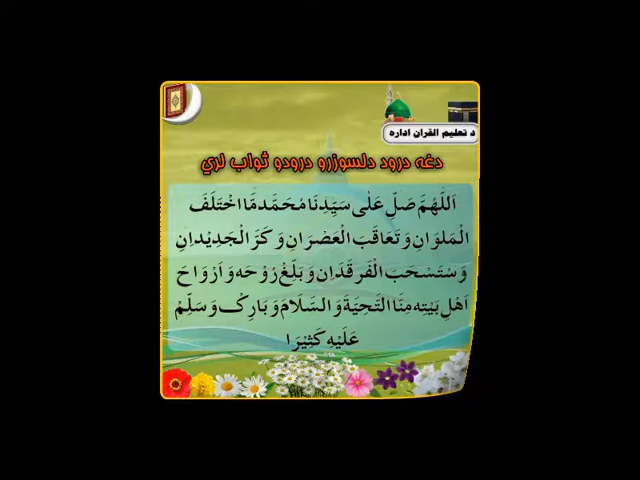 د تعلیم القران اداره
دغه درود دلسوزرو درودو ثواب لري
اَللّٰهُمَّ صَلِّ عَلٰى سَيِّدِنَا مُحَمَّدٍ مَّا اخْتَلَفَ
الْمَلَوَانِ وَتَعَاقَبَ الْعَصْرَانِ وَكَرَّ الْجَدِيْدَانِ
وَسْتَسْحَبَ الْفَرْقَدَانِ وَبَلِّغْ رُوْحَهٗ وَاَرْوَاحَ
اَهْلِ بَيْتِهٖ مِنَّا التَّحِيَّةَ وَالسَّلَامَ وَبَارِكْ وَسَلِّمْ
عَلَيْهِ كَثِيْرَا